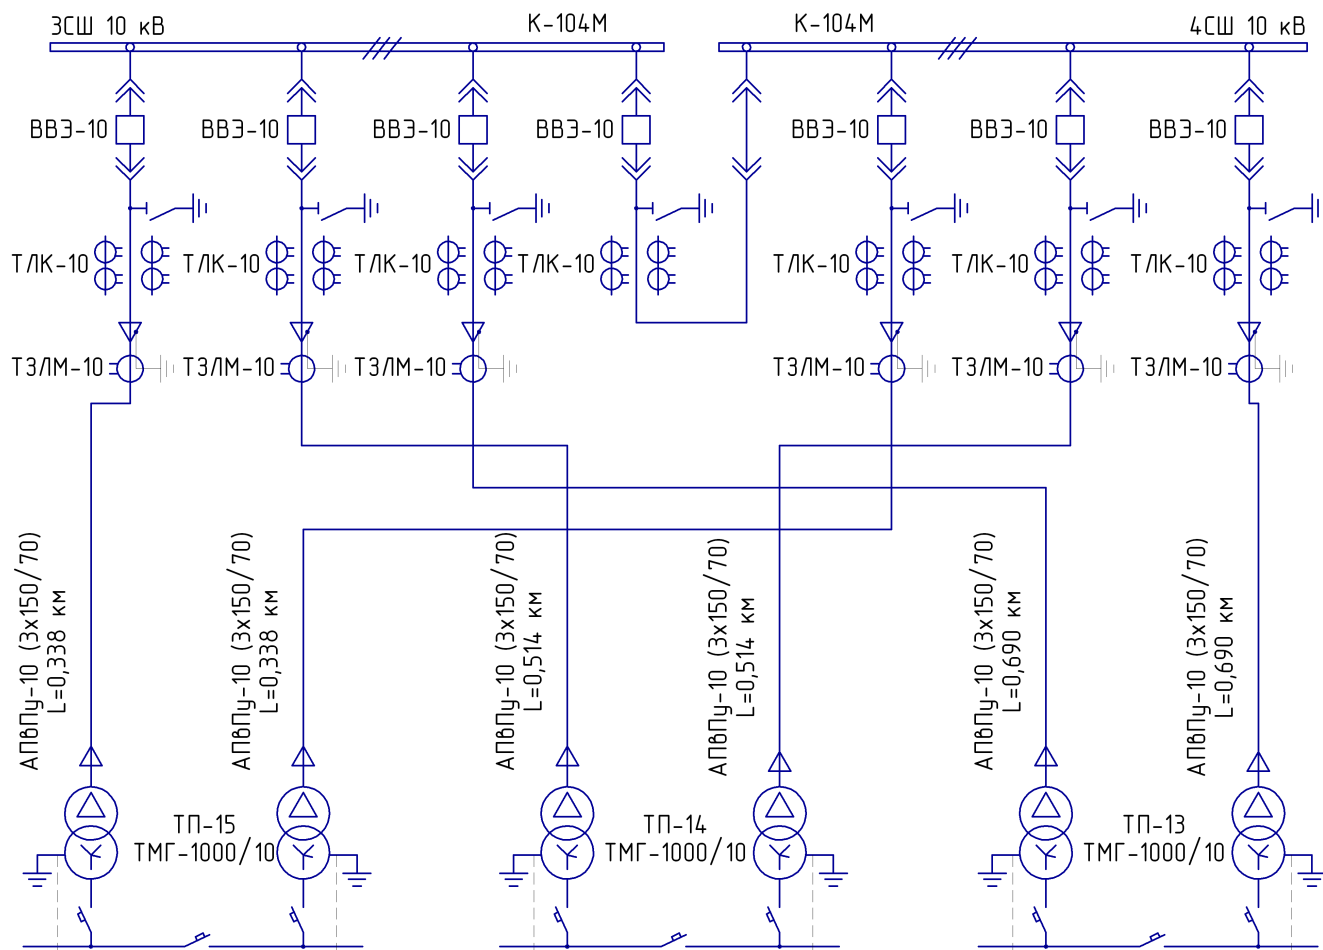 3СШ 10 кВ
К-104М
К-104М
4СШ 10 кВ
ВВЭ-10
ВВЭ-10
ВВЭ-10
ВВЭ-10
ВВЭ-10
ВВЭ-10
ВВЭ-10
ТЛК-10
ТЛК-10
ТЛК-10
ТЛК-10
ТЛК-10
ТЛК-10
ТЛК-10
ТЗЛМ-10
ТЗЛМ-10
ТЗЛМ-10
ТЗЛМ-10
ТЗЛМ-10
ТЗЛМ-10
АПвПу-10 (3х150/70)
L=0,338 км
АПвПу-10 (3х150/70)
L=0,338 км
АПвПу-10 (3х150/70)
L=0,514 км
АПвПу-10 (3х150/70)
L=0,514 км
АПвПу-10 (3х150/70)
L=0,690 км
АПвПу-10 (3х150/70)
L=0,690 км
ТП-15
ТМГ-1000/10
ТП-14
ТМГ-1000/10
ТП-13
ТМГ-1000/10